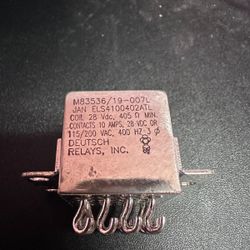 M83536/19-007L
JAN ELS4100402ATL
COIL 28 Vdc, 405 Ω MIN.
CONTACTS 10 AMPS, 28 VDC OR
115/200 VAC, 400 HZ 3 Ø
DEUTSCH
RELAYS, INC.